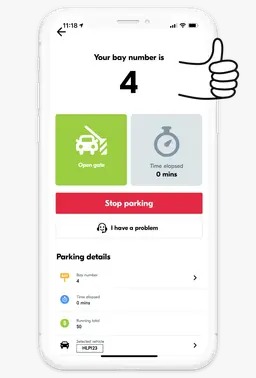 11:18
Your bay number is
4
Open gate
Time elapsed
0 mins
Stop parking
I have a problem
Parking details
Bay number
4
Time elapsed
0 mins
Running total
$0
Selected vehicle
HLP123